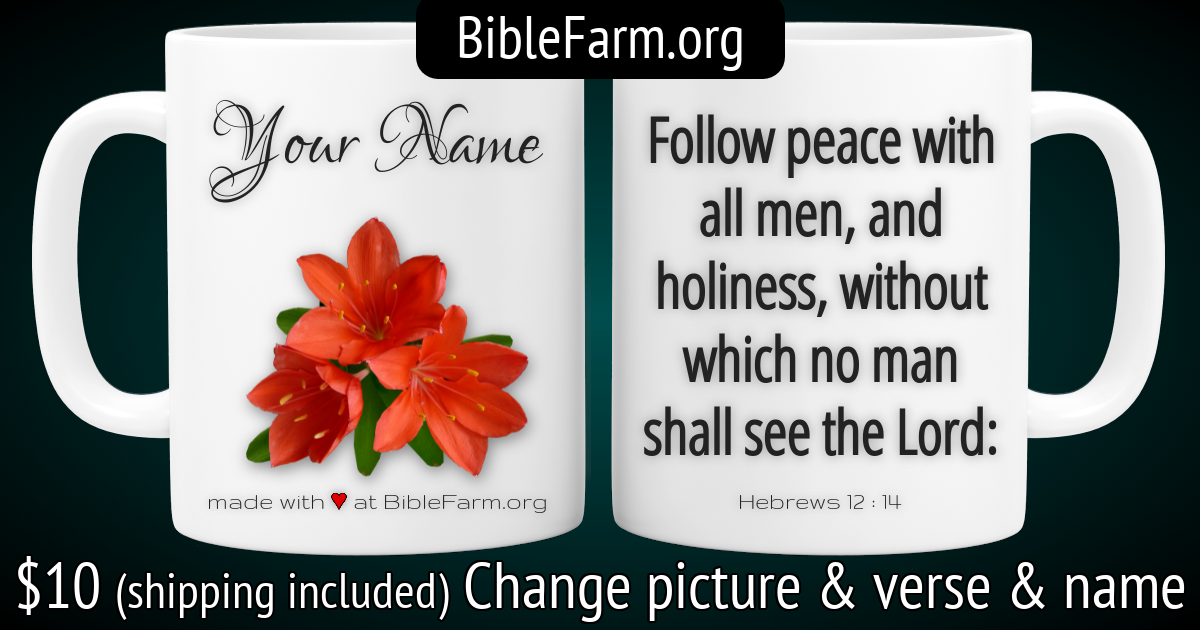 BibleFarm.org
Your Name
made with ♥ at BibleFarm.org
Follow peace with
all men, and
holiness, without
which no man
shall see the Lord:
Hebrews 12 : 14
$10 (shipping included) Change picture & verse & name